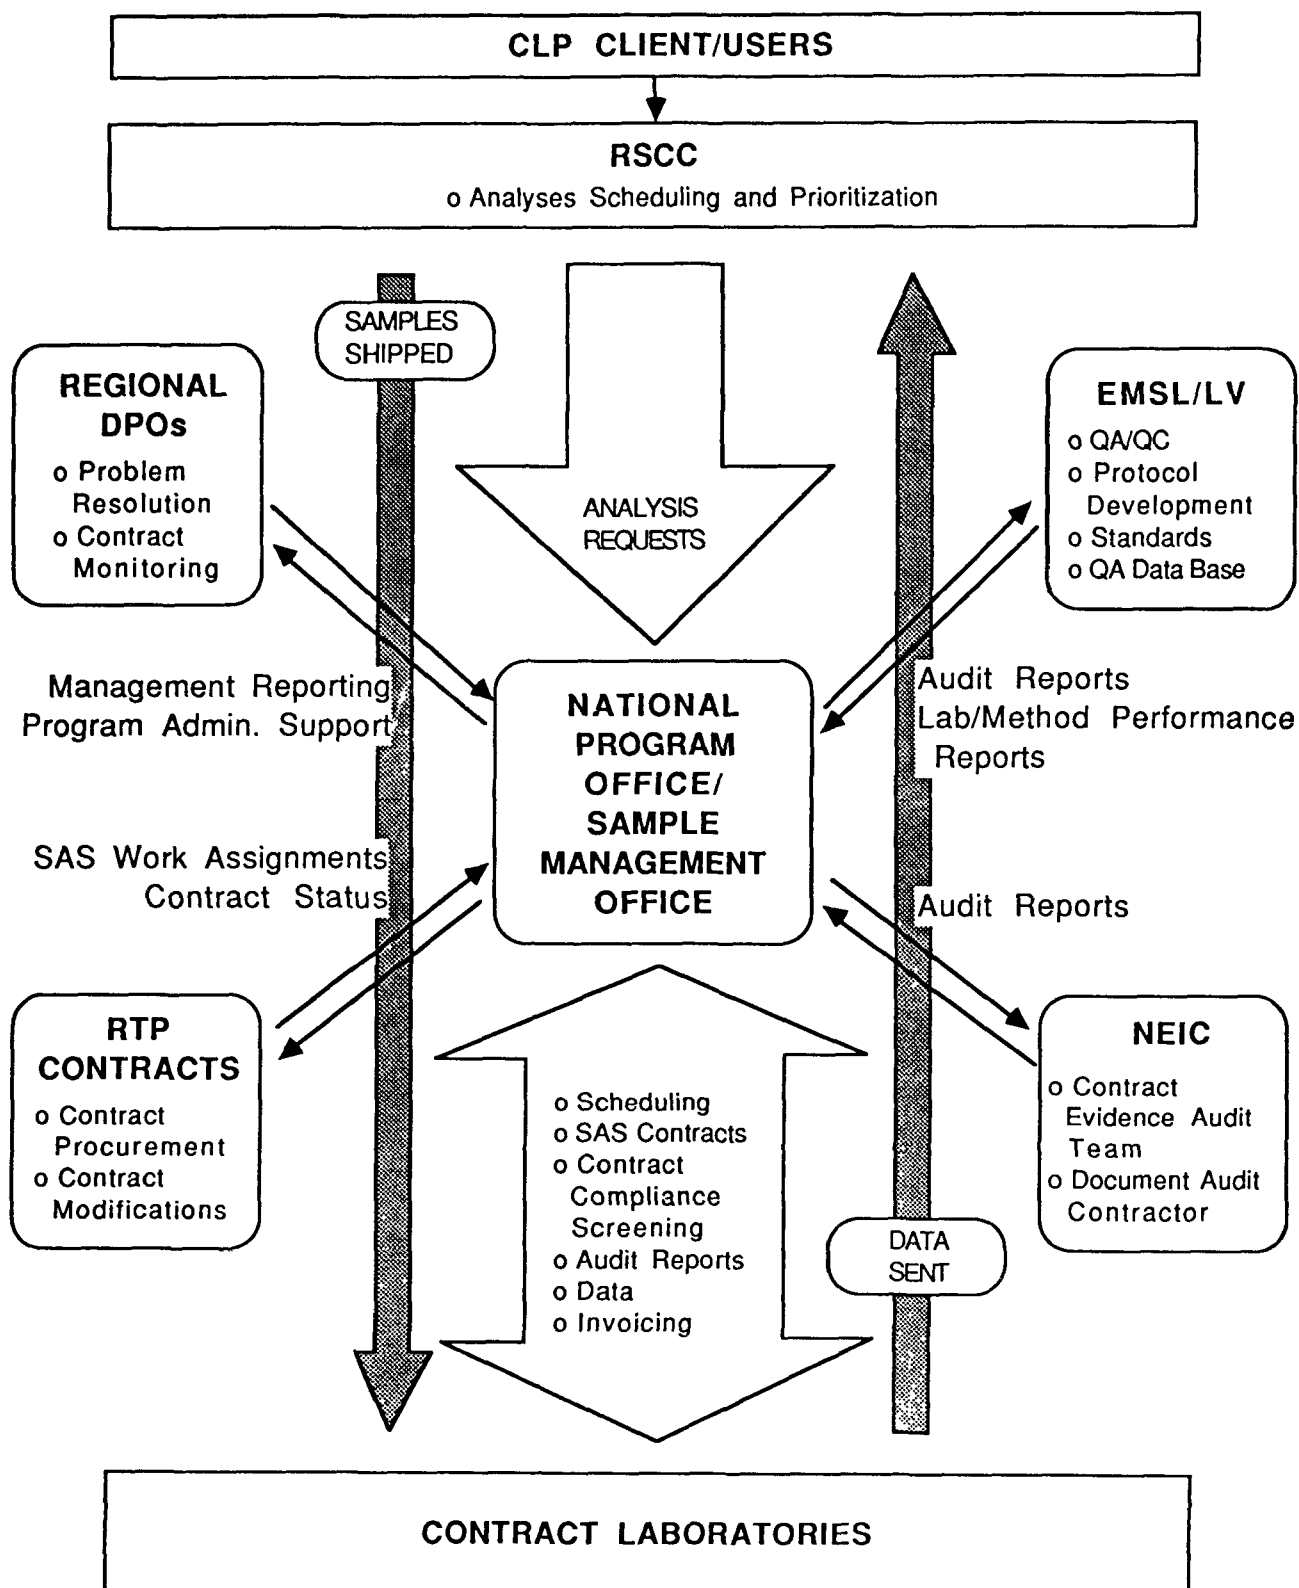 CLP CLIENT/USERS
RSCC
o Analyses Scheduling and Prioritization
SAMPLES
SHIPPED
ANALYSIS
REQUESTS
REGIONAL
DPOs
o Problem
Resolution
o Contract
Monitoring
EMSL/LV
o QA/QC
o Protocol
Development
o Standards
o QA Data Base
Management Reporting
Program Admin. Support
NATIONAL
PROGRAM
OFFICE/
SAMPLE
MANAGEMENT
OFFICE
Audit Reports
Lab/Method Performance
Reports
SAS Work Assignments
Contract Status
Audit Reports
RTP
CONTRACTS
o Contract
Procurement
o Contract
Modifications
o Scheduling
o SAS Contracts
o Contract
Compliance
Screening
o Audit Reports
o Data
o Invoicing
NEIC
o Contract
Evidence Audit
Team
o Document Audit
Contractor
DATA
SENT
CONTRACT LABORATORIES